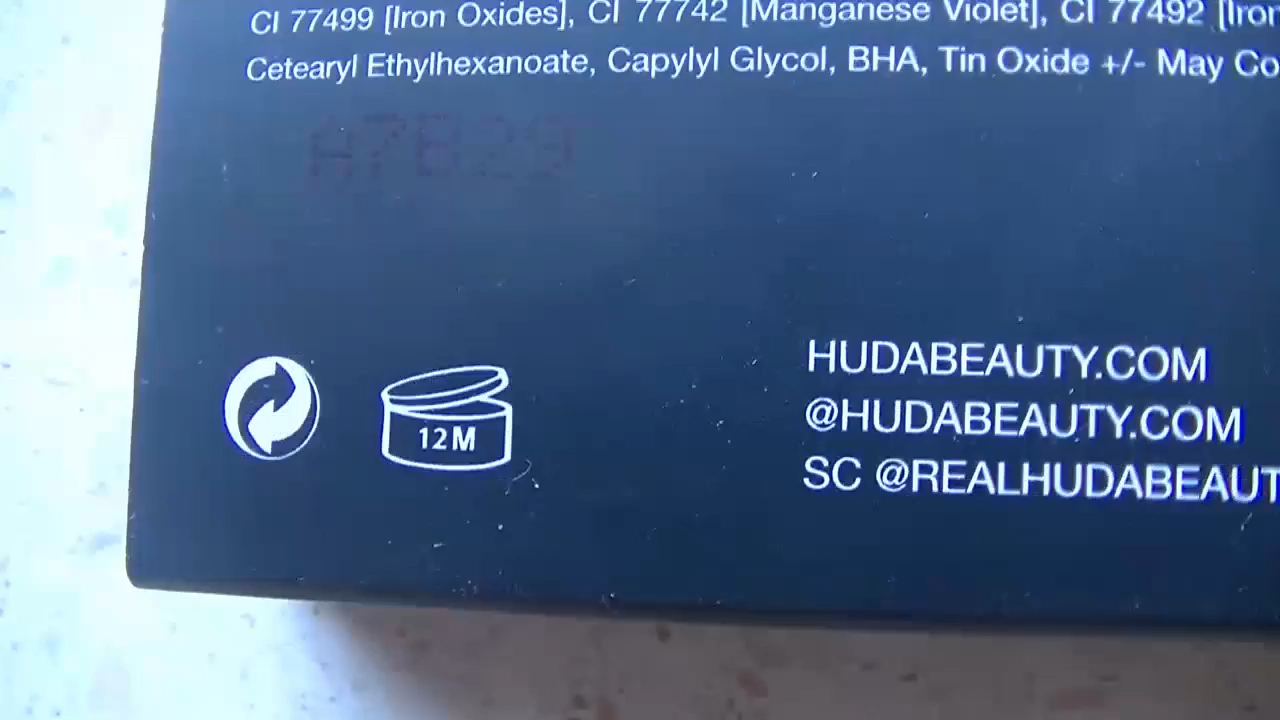 CI 77499 [Iron Oxides], CI 77742 [Manganese Violet], CI 77492 [Iron
Cetearyl Ethylhexanoate, Capylyl Glycol, BHA, Tin Oxide +/- May Co
A7B29
12M
HUDABEAUTY.COM
@HUDABEAUTY.COM
SC @REALHUDABEAUT